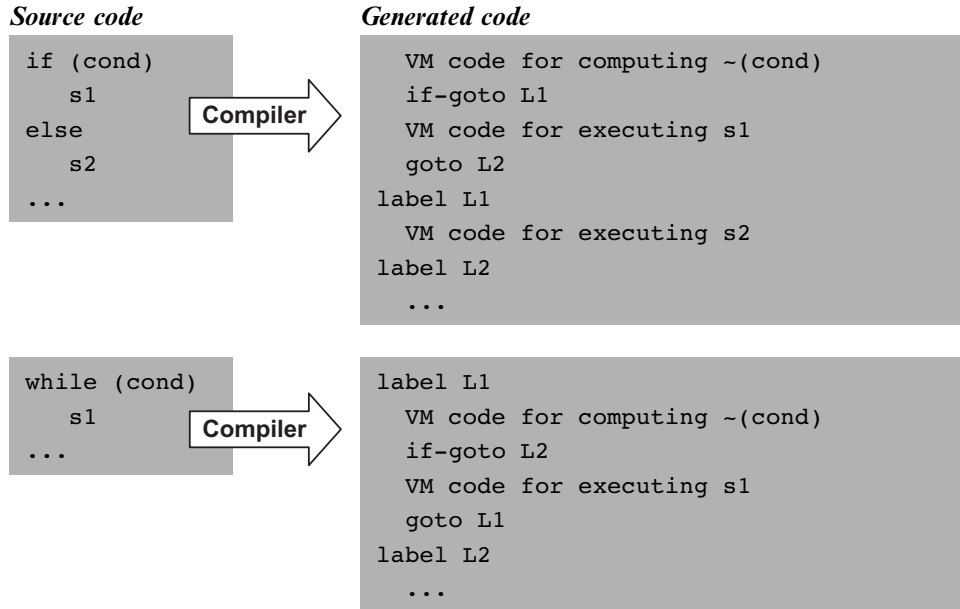 Source code
Generated code
if (cond)
s1
else
s2
...
Compiler
VM code for computing ~(cond)
if-goto L1
VM code for executing s1
goto L2
label L1
VM code for executing s2
label L2
...
while (cond)
s1
...
Compiler
label L1
VM code for computing ~(cond)
if-goto L2
VM code for executing s1
goto L1
label L2
...